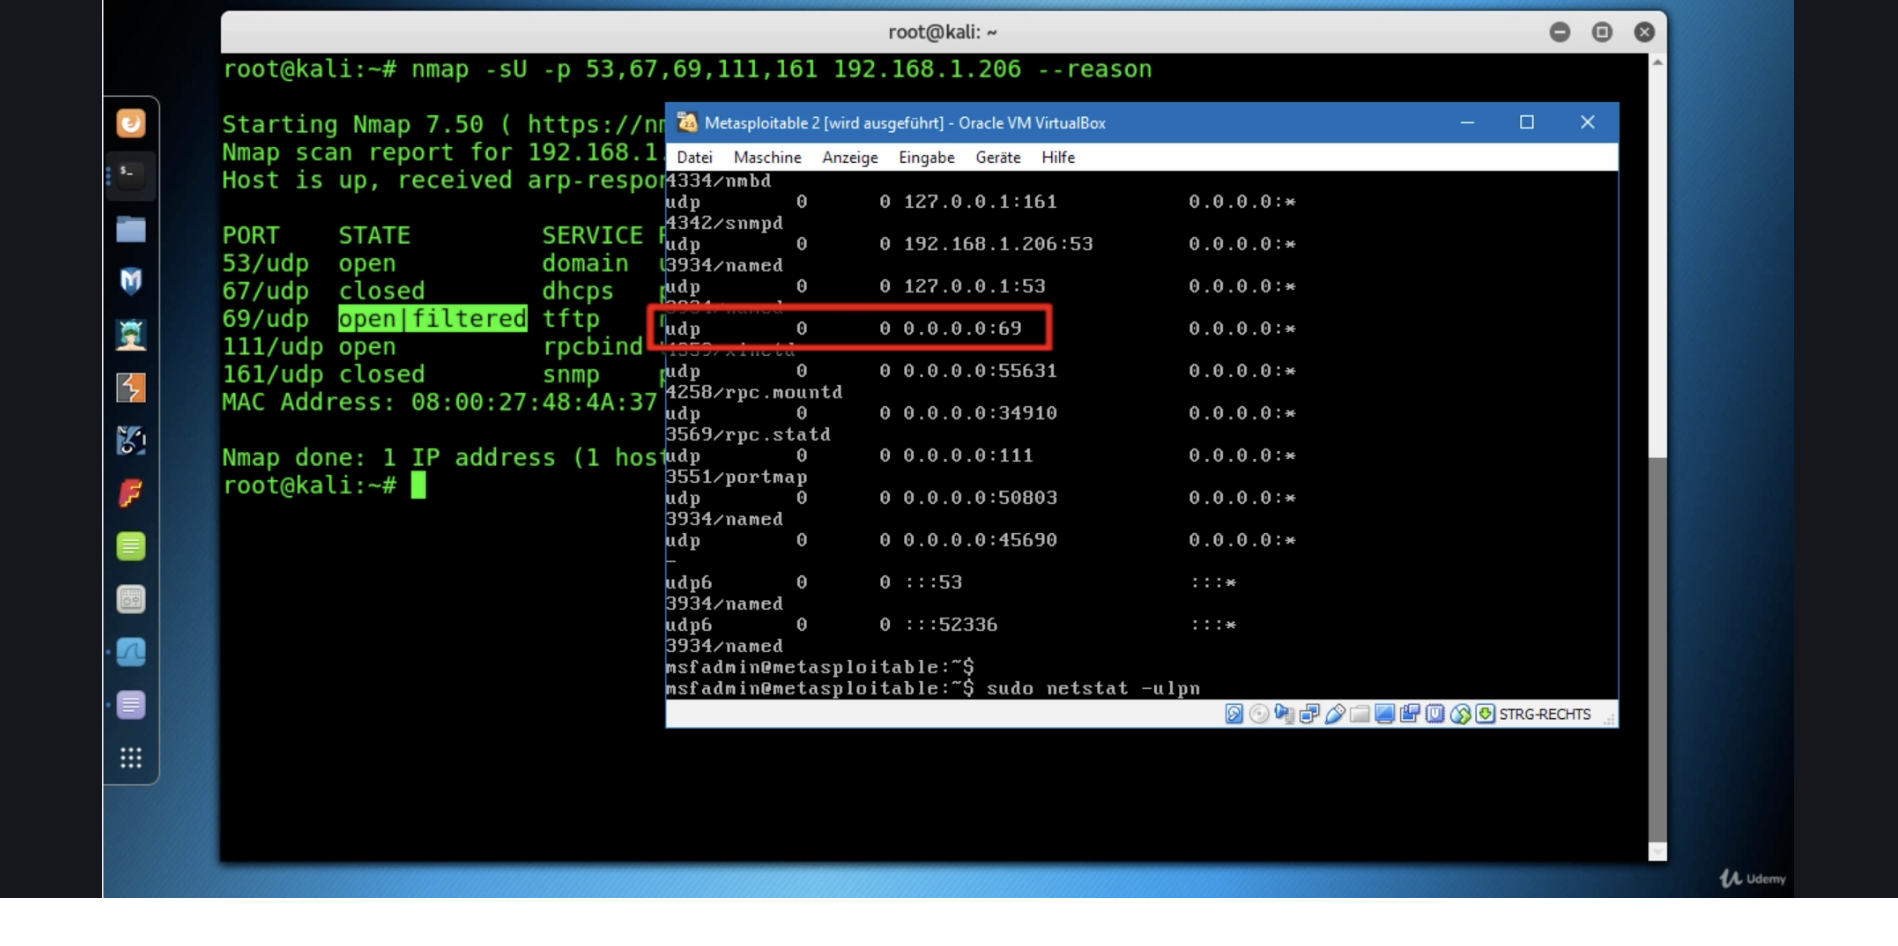 root@kali: ~
root@kali:~# nmap -sU -p 53,67,69,111,161 192.168.1.206 --reason
Starting Nmap 7.50 ( https://nm
Nmap scan report for 192.168.1.
Host is up, received arp-respon
PORT STATE SERVICE
53/udp open domain
67/udp closed dhcps
69/udp open|filtered tftp
111/udp open rpcbind
161/udp closed snmp
MAC Address: 08:00:27:48:4A:37
Nmap done: 1 IP address (1 host
root@kali:~#
Metasploitable 2 [wird ausgeführt] - Oracle VM VirtualBox
Datei Maschine Anzeige Eingabe Geräte Hilfe
4334/nmbd
udp 0 0 127.0.0.1:161 0.0.0.0:*
4342/snmpd
udp 0 0 192.168.1.206:53 0.0.0.0:*
3934/named
udp 0 0 127.0.0.1:53 0.0.0.0:*
3934/named
udp 0 0 0.0.0.0:69 0.0.0.0:*
4359/xinetd
udp 0 0 0.0.0.0:55631 0.0.0.0:*
4258/rpc.mountd
udp 0 0 0.0.0.0:34910 0.0.0.0:*
3569/rpc.statd
udp 0 0 0.0.0.0:111 0.0.0.0:*
3551/portmap
udp 0 0 0.0.0.0:50803 0.0.0.0:*
3934/named
udp 0 0 0.0.0.0:45690 0.0.0.0:*
-
udp6 0 0 :::53 :::*
3934/named
udp6 0 0 :::52336 :::*
3934/named
msfadmin@metasploitable:~$
msfadmin@metasploitable:~$ sudo netstat -ulpn
STRG-RECHTS
Udemy